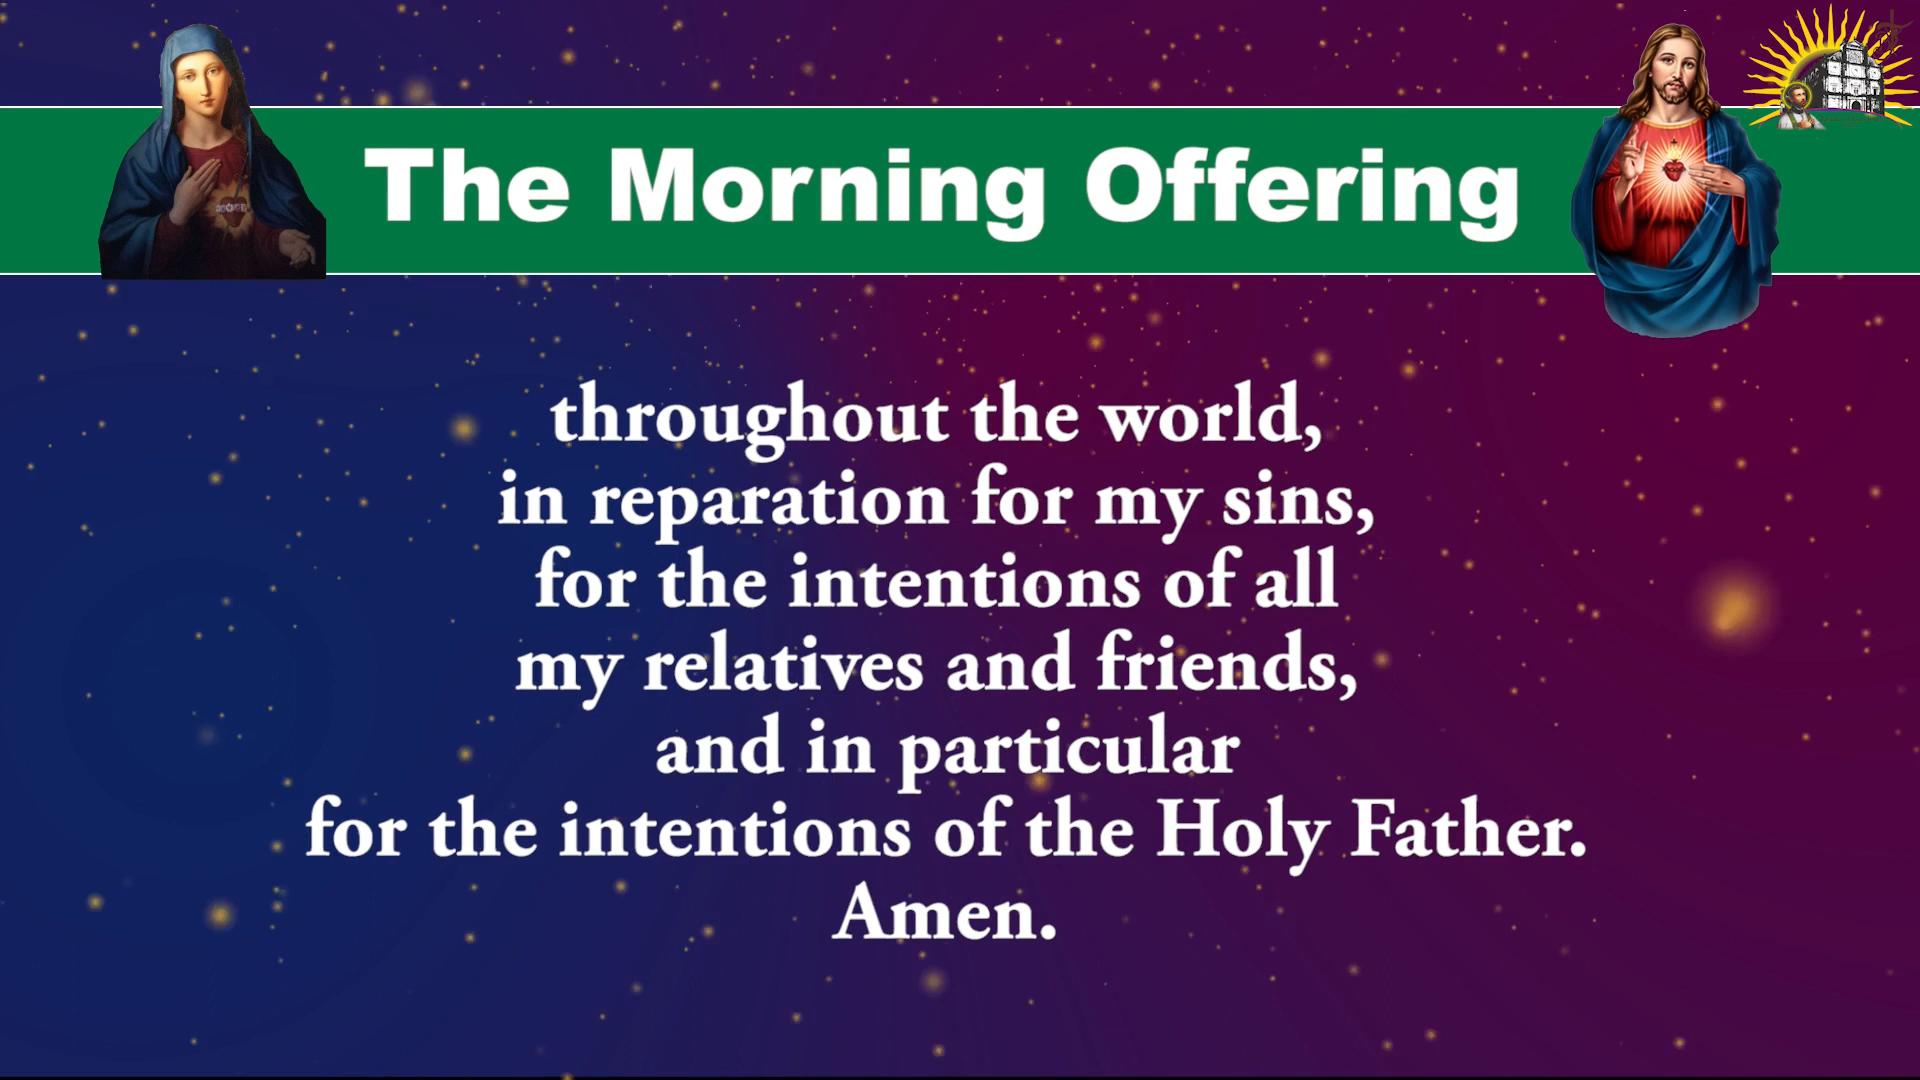 The Morning Offering
throughout the world,
in reparation for my sins,
for the intentions of all
my relatives and friends,
and in particular
for the intentions of the Holy Father.
Amen.